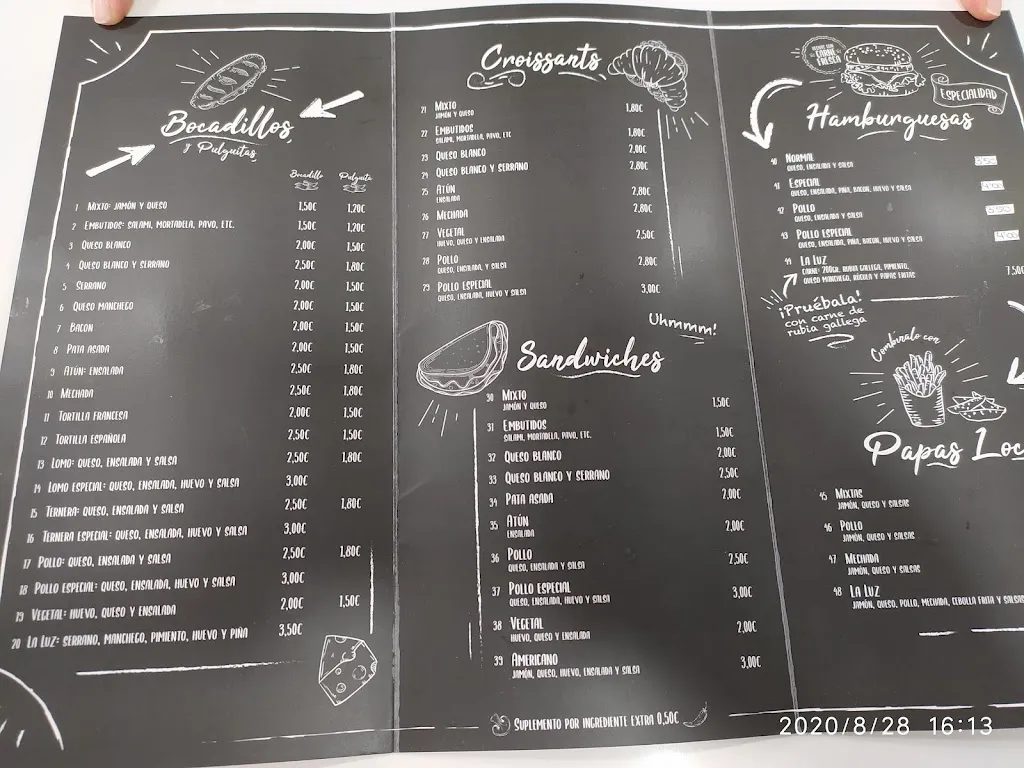 Bocadillos
y Pulguitas
Bocadillo Pulguita
1 Mixto: jamón y queso 1,50€ 1,20€
2 Embutidos: salami, mortadela, pavo, etc. 1,50€ 1,20€
3 Queso blanco 2,00€ 1,50€
4 Queso blanco y serrano 2,50€ 1,80€
5 Serrano 2,00€ 1,50€
6 Queso manchego 2,00€ 1,50€
7 Bacon 2,00€ 1,50€
8 Pata asada 2,00€ 1,50€
9 Atún: ensalada 2,50€ 1,80€
10 Mechada 2,50€ 1,80€
11 Tortilla francesa 2,00€ 1,50€
12 Tortilla española 2,50€ 1,50€
13 Lomo: queso, ensalada y salsa 2,50€ 1,80€
14 Lomo especial: queso, ensalada, huevo y salsa 3,00€
15 Ternera: queso, ensalada y salsa 2,50€ 1,80€
16 Ternera especial: queso, ensalada, huevo y salsa 3,00€
17 Pollo: queso, ensalada y salsa 2,50€ 1,80€
18 Pollo especial: queso, ensalada, huevo y salsa 3,00€
19 Vegetal: huevo, queso y ensalada 2,00€ 1,50€
20 La Luz: serrano, manchego, pimiento, huevo y piña 3,50€
Croissants
21 Mixto 1,80€
jamón y queso
22 Embutidos 1,80€
salami, mortadela, pavo, etc
23 Queso blanco 2,00€
24 Queso blanco y serrano 2,80€
25 Atún 2,80€
ensalada
26 Mechada 2,80€
27 Vegetal 2,50€
huevo, queso y ensalada
28 Pollo 2,80€
queso, ensalada, y salsa
29 Pollo especial 3,00€
queso, ensalada, huevo y salsa
Uhmmm!
Sandwiches
30 Mixto 1,50€
jamón y queso
31 Embutidos 1,50€
salami, mortadela, pavo, etc.
32 Queso blanco 2,00€
33 Queso blanco y serrano 2,50€
34 Pata asada 2,00€
35 Atún 2,00€
ensalada
36 Pollo 2,50€
queso, ensalada y salsa
37 Pollo especial 3,00€
queso, ensalada, huevo y salsa
38 Vegetal 2,00€
huevo, queso y ensalada
39 Americano 3,00€
jamón, queso, huevo, ensalada y salsa
Suplemento por ingrediente extra 0,50€
carne
fresca
Especialidad
Hamburguesas
40 Normal
queso, ensalada y salsa
41 Especial
queso, ensalada, piña, bacon, huevo y salsa
42 Pollo
queso, ensalada y salsa
43 Pollo especial
queso, ensalada, piña, bacon, huevo y salsa
44 La Luz 7,50€
carne: 200gr. rubia gallega, pimiento,
queso manchego, rúcula y papas fritas
¡Pruébala!
con carne de
rubia gallega
Combínalo con
Papas Loc
45 Mixtas
jamón, queso y salsas
46 Pollo
jamón, queso y salsas
47 Mechada
jamón, queso y salsas
48 La Luz
jamón, queso, pollo, mechada, cebolla frita y salsas
2020/8/28 16:13